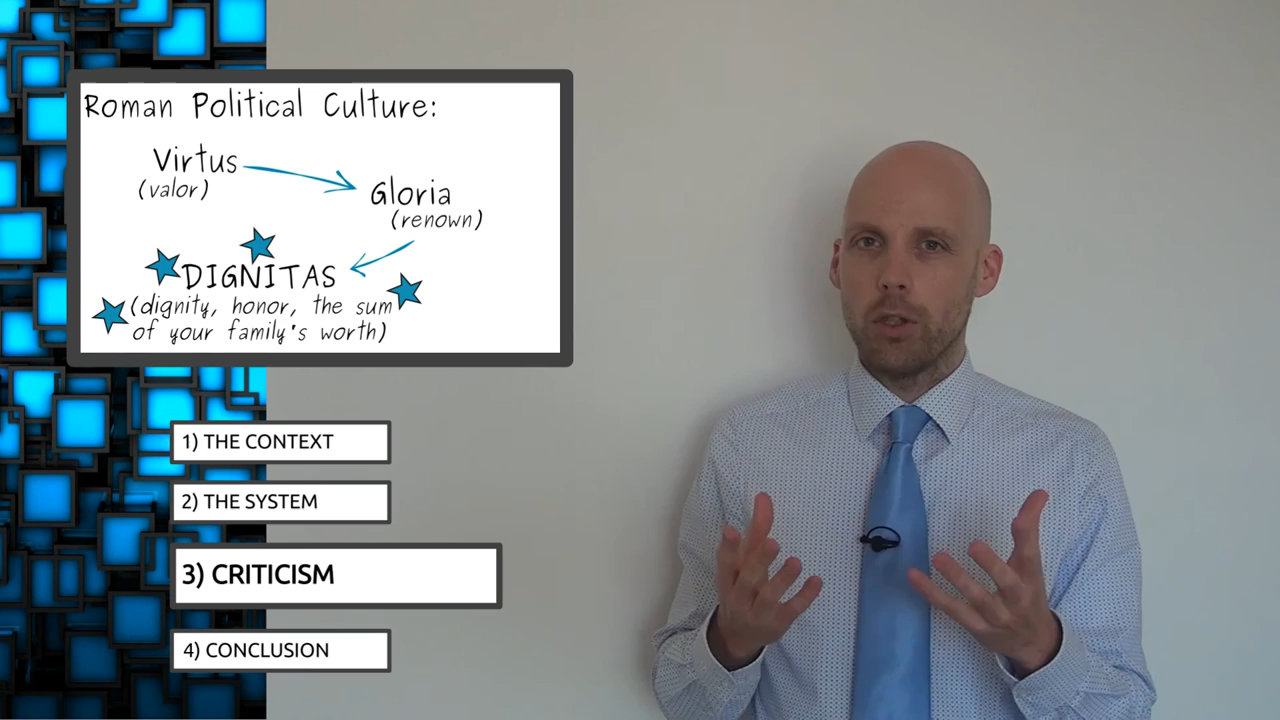 Roman Political Culture:
Virtus
(valor)
Gloria
(renown)
DIGNITAS
(dignity, honor, the sum
of your family's worth)
1) THE CONTEXT
2) THE SYSTEM
3) CRITICISM
4) CONCLUSION